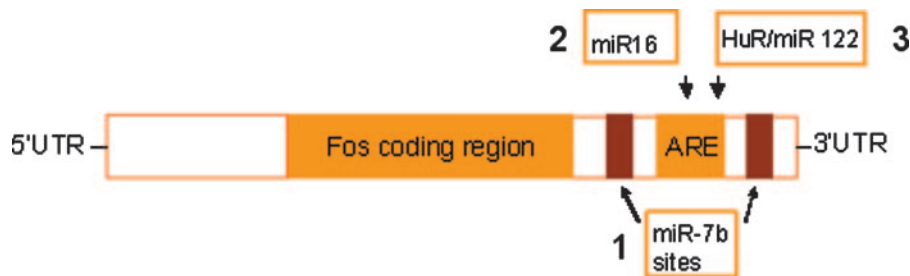 2 miR16 HuR/miR 122 3
5'UTR Fos coding region ARE 3'UTR
1 miR-7b
sites